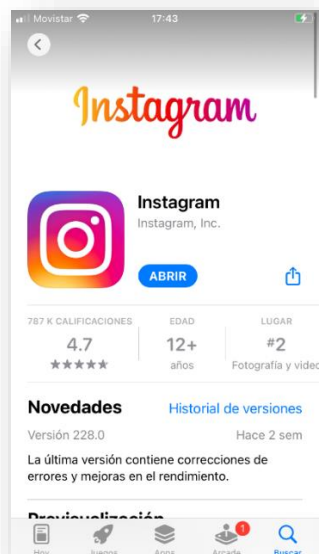 Movistar 17:43
Instagram
Instagram
Instagram, Inc.
ABRIR
787 K CALIFICACIONES EDAD LUGAR
4.7 12+ #2
años Fotografía y video
Novedades Historial de versiones
Versión 228.0 Hace 2 sem
La última versión contiene correcciones de
errores y mejoras en el rendimiento.
Previsualización
1
Hoy Juegos Apps Arcade Buscar